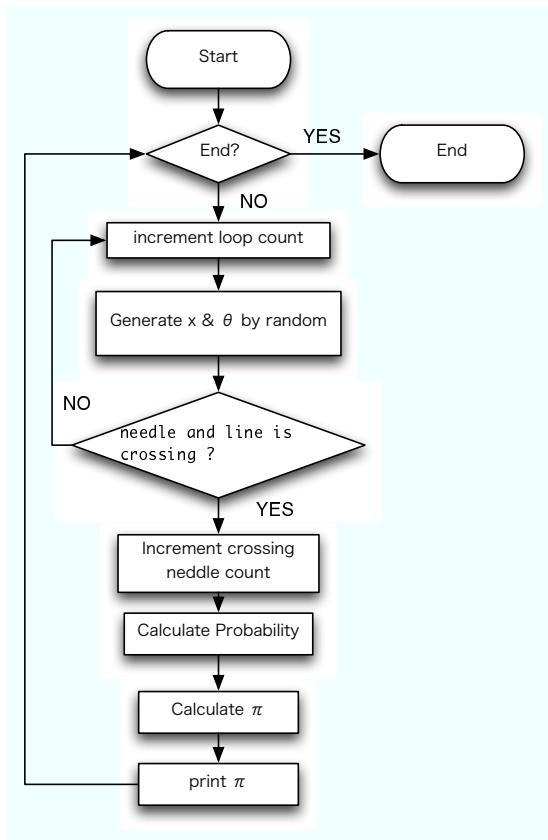 Start
End?
YES
End
NO
increment loop count
Generate x & θ by random
NO
needle and line is
crossing ?
YES
Increment crossing
neddle count
Calculate Probability
Calculate π
print π